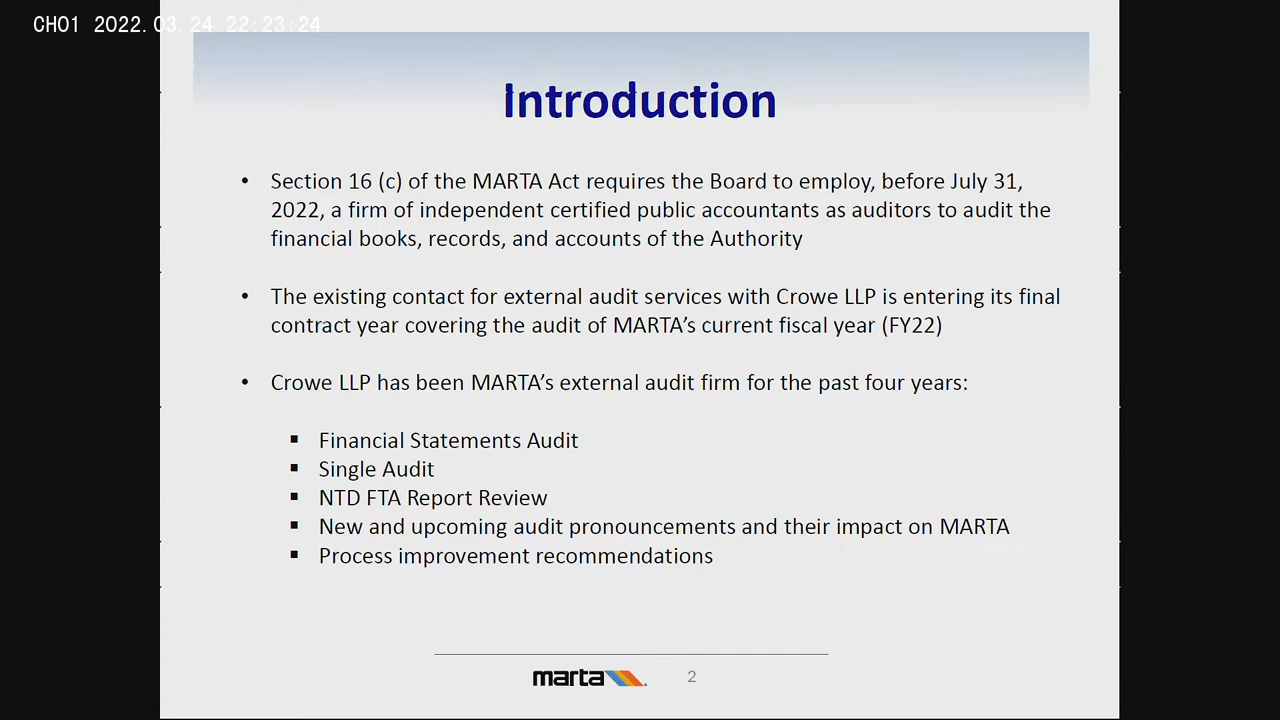 CH01 2022.03.24 22:23:24
Introduction
• Section 16 (c) of the MARTA Act requires the Board to employ, before July 31,
2022, a firm of independent certified public accountants as auditors to audit the
financial books, records, and accounts of the Authority
• The existing contact for external audit services with Crowe LLP is entering its final
contract year covering the audit of MARTA’s current fiscal year (FY22)
• Crowe LLP has been MARTA’s external audit firm for the past four years:
▪ Financial Statements Audit
▪ Single Audit
▪ NTD FTA Report Review
▪ New and upcoming audit pronouncements and their impact on MARTA
▪ Process improvement recommendations
marta 2